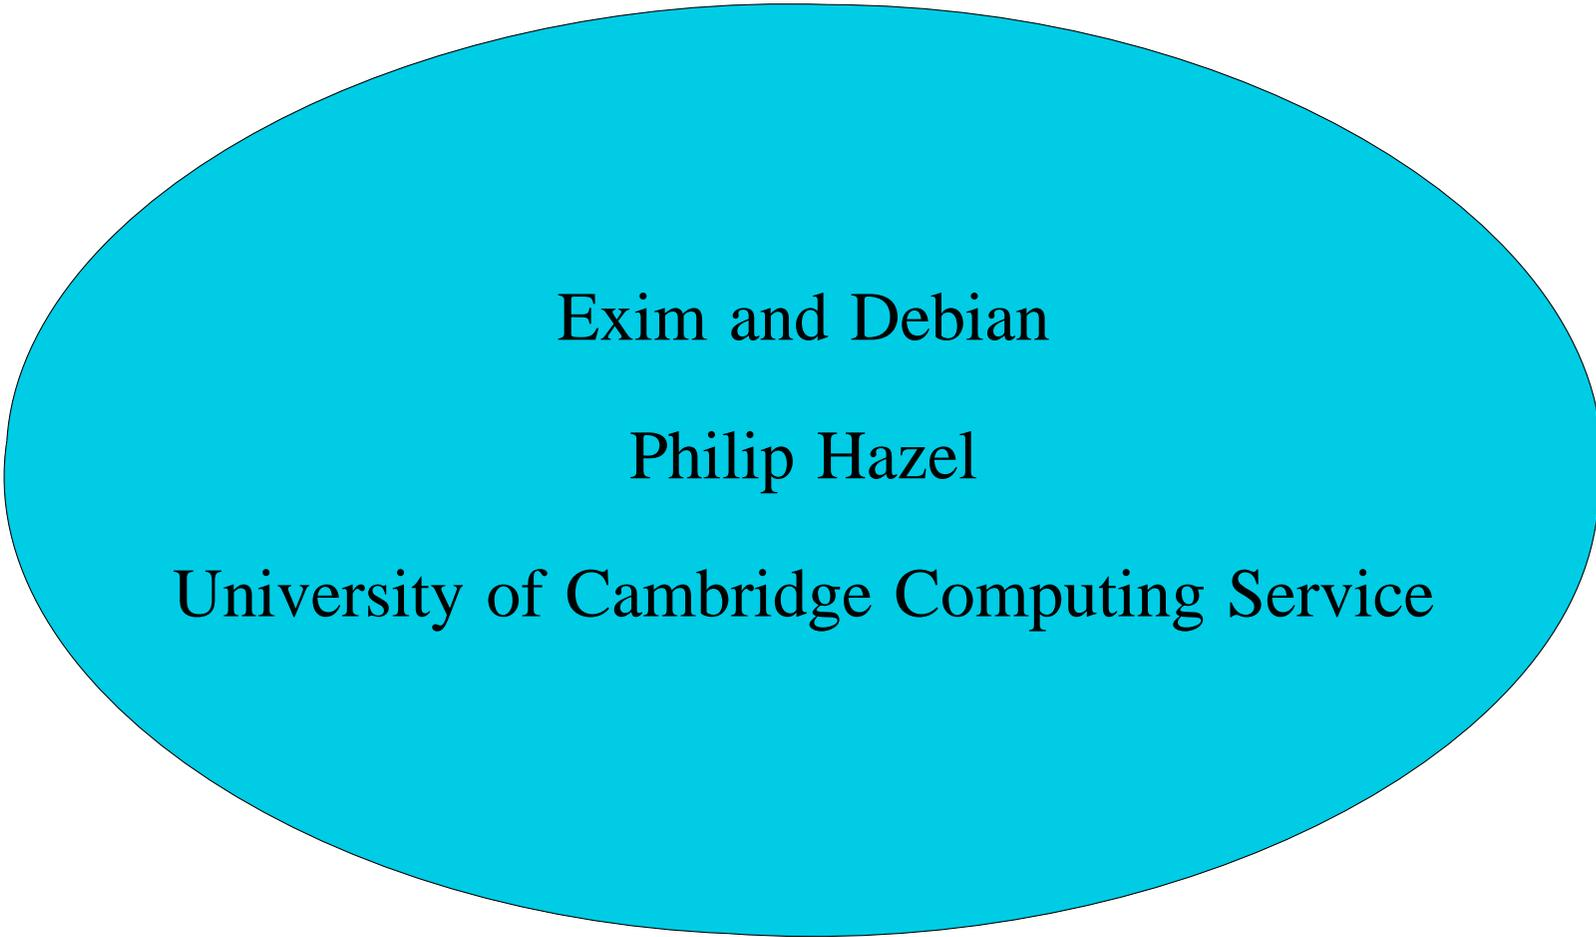 Exim and Debian
Philip Hazel
University of Cambridge Computing Service